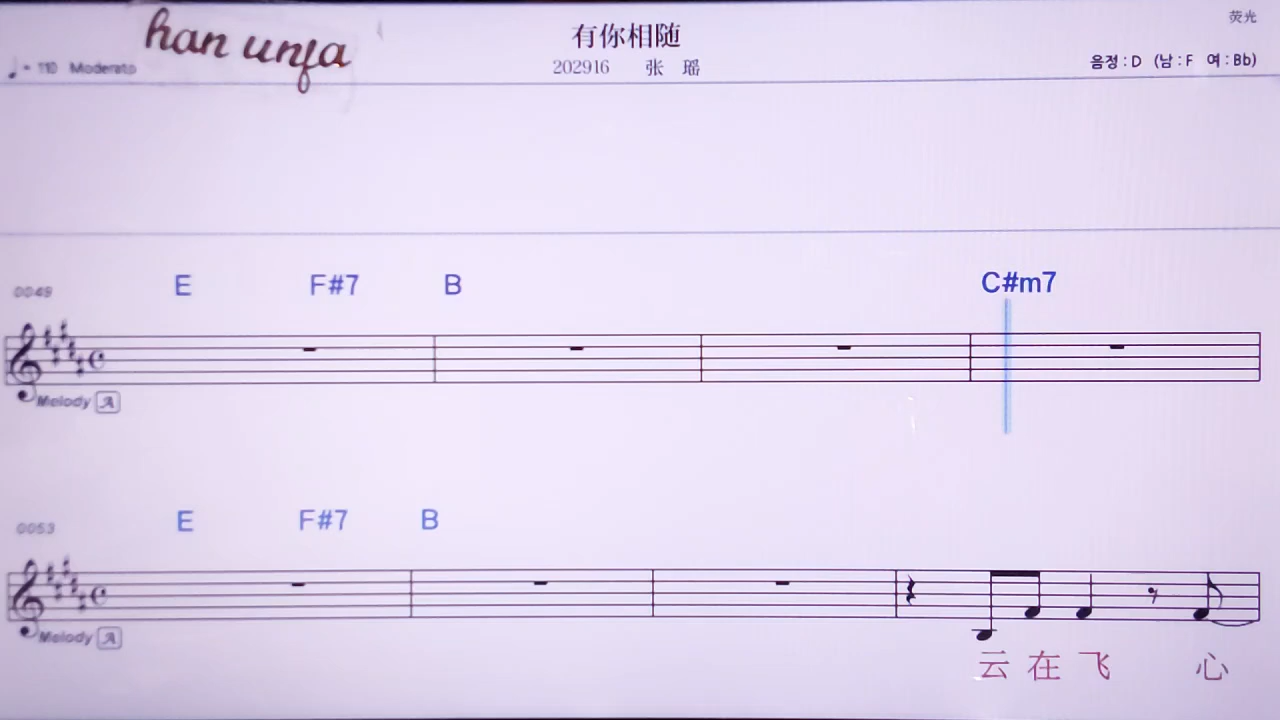 han unfa
荧光
有你相随
♩= 110 Moderato
202916 张 瑶
음정 : D (남 : F 여 : Bb)
E F#7 B C#m7
0049
Melody A
E F#7 B
0053
Melody A
云 在 飞 心